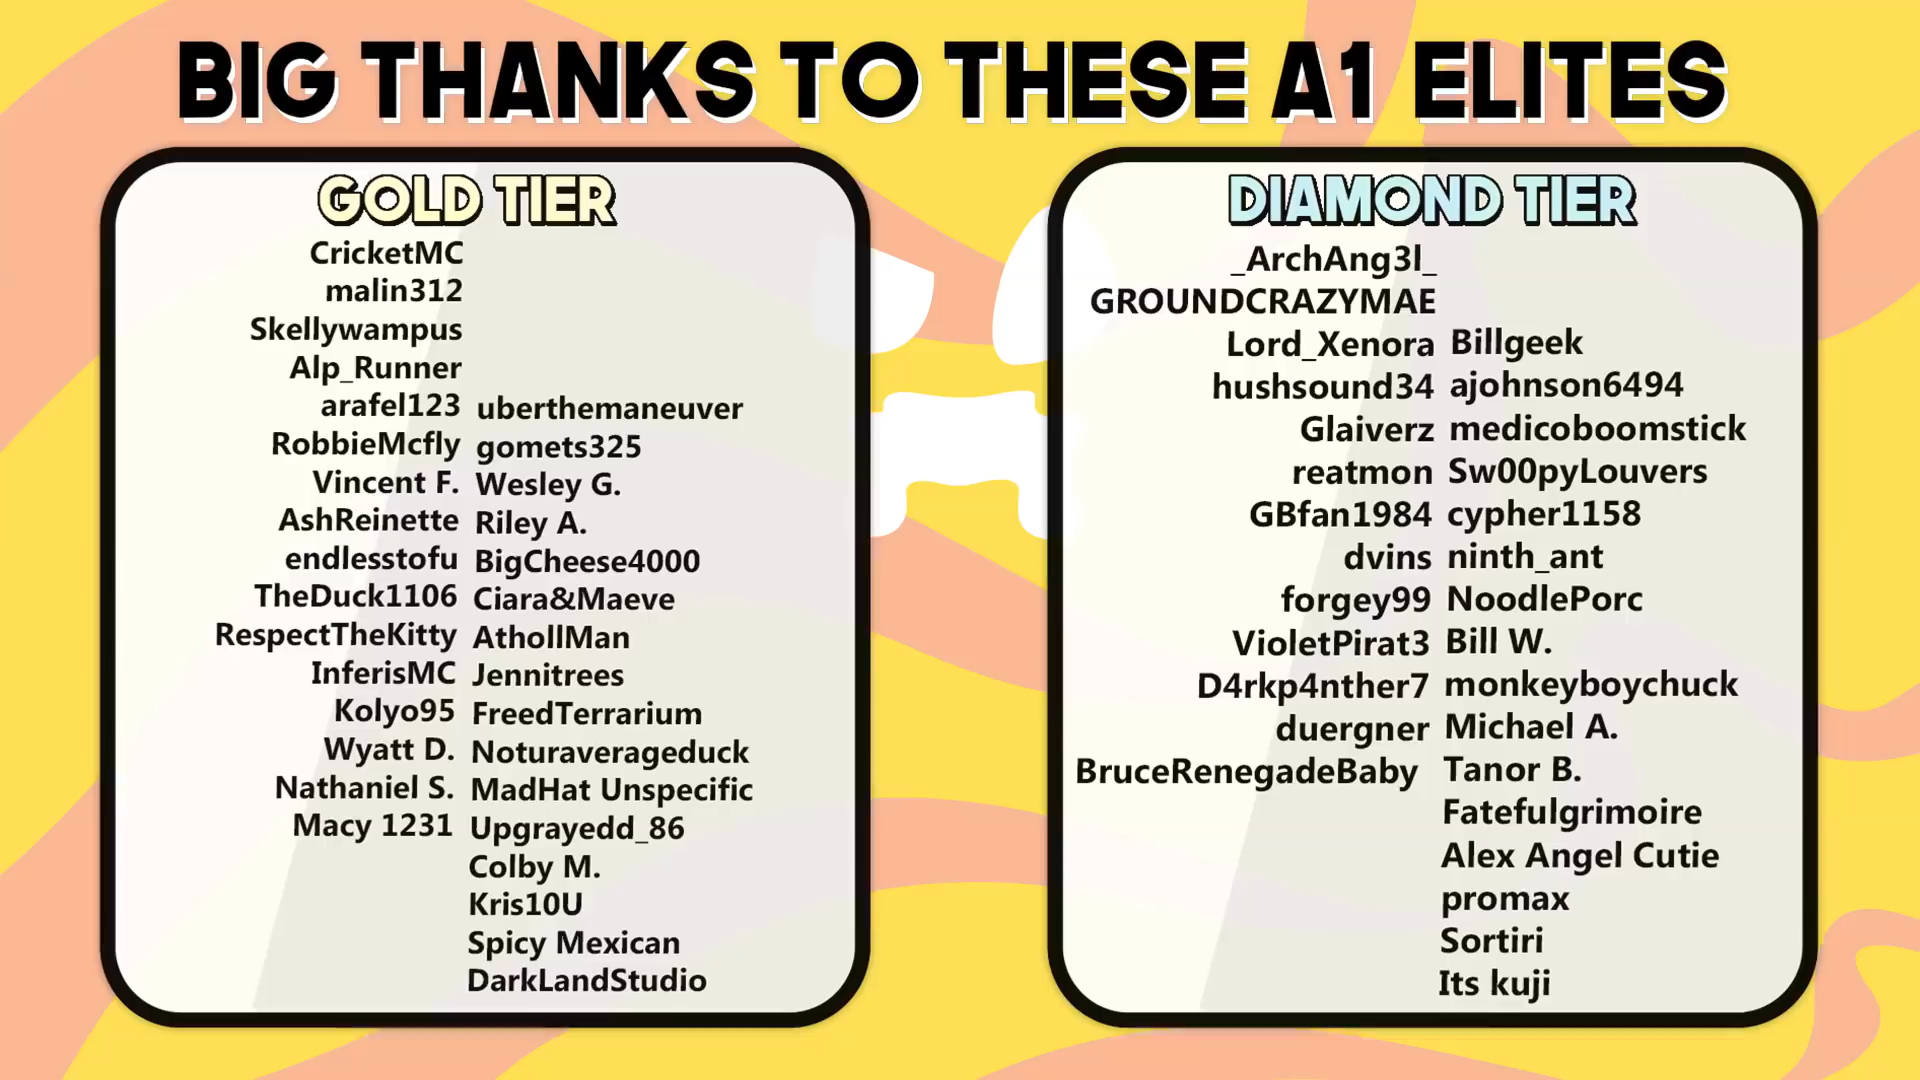 BIG THANKS TO THESE A1 ELITES
GOLD TIER
CricketMC
malin312
Skellywampus
Alp_Runner
arafel123
RobbieMcfly
Vincent F.
AshReinette
endlesstofu
TheDuck1106
RespectTheKitty
InferisMC
Kolyo95
Wyatt D.
Nathaniel S.
Macy 1231
uberthemaneuver
gomets325
Wesley G.
Riley A.
BigCheese4000
Ciara&Maeve
AthollMan
Jennitrees
FreedTerrarium
Noturaverageduck
MadHat Unspecific
Upgrayedd_86
Colby M.
Kris10U
Spicy Mexican
DarkLandStudio
DIAMOND TIER
_ArchAng3l_
GROUNDCRAZYMAE
Lord_Xenora
hushsound34
Glaiverz
reatmon
GBfan1984
dvins
forgey99
VioletPirat3
D4rkp4nther7
duergner
BruceRenegadeBaby
Billgeek
ajohnson6494
medicoboomstick
Sw00pyLouvers
cypher1158
ninth_ant
NoodlePorc
Bill W.
monkeyboychuck
Michael A.
Tanor B.
Fatefulgrimoire
Alex Angel Cutie
promax
Sortiri
Its kuji